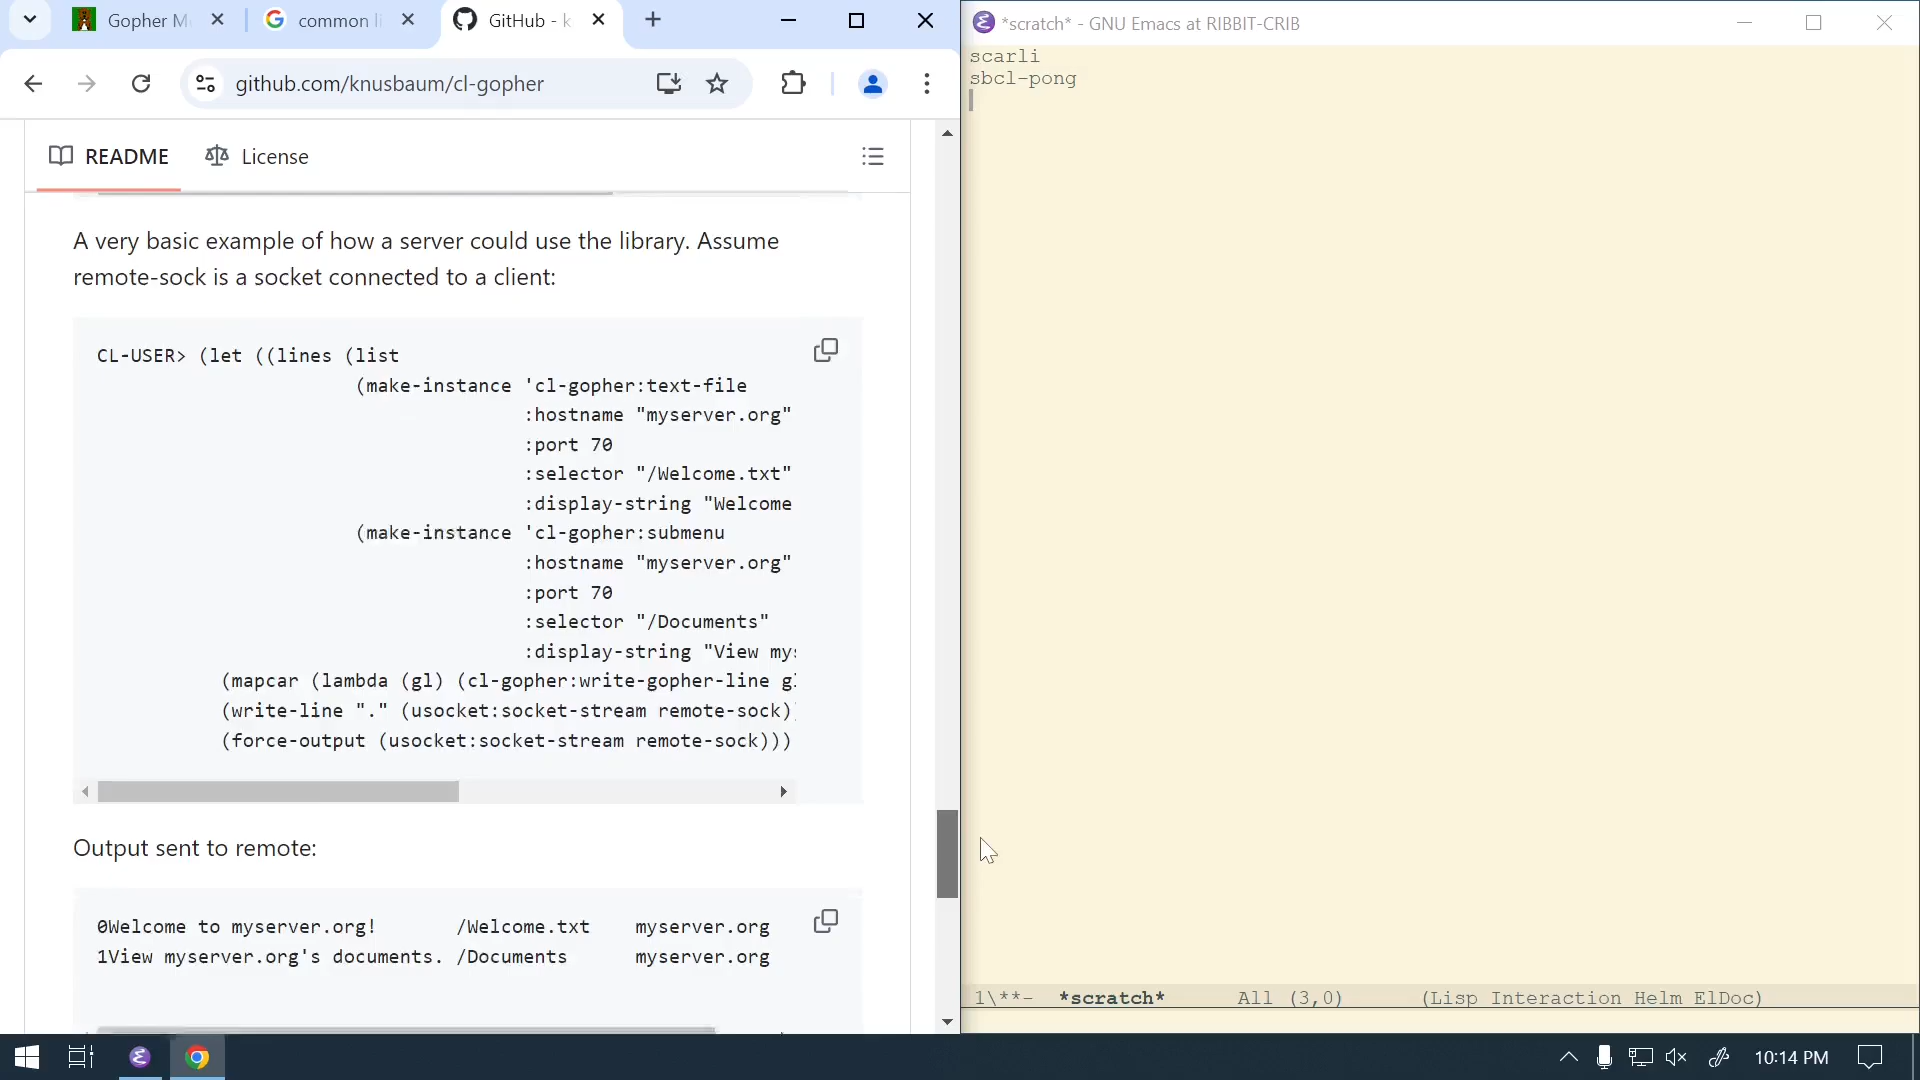 Gopher M
common li
GitHub - k
github.com/knusbaum/cl-gopher
README
License
A very basic example of how a server could use the library. Assume
remote-sock is a socket connected to a client:
CL-USER> (let ((lines (list
(make-instance 'cl-gopher:text-file
:hostname "myserver.org"
:port 70
:selector "/Welcome.txt"
:display-string "Welcome
(make-instance 'cl-gopher:submenu
:hostname "myserver.org"
:port 70
:selector "/Documents"
:display-string "View mys
(mapcar (lambda (gl) (cl-gopher:write-gopher-line gl
(write-line "." (usocket:socket-stream remote-sock))
(force-output (usocket:socket-stream remote-sock)))
Output sent to remote:
0Welcome to myserver.org! /Welcome.txt myserver.org
1View myserver.org's documents. /Documents myserver.org
*scratch* - GNU Emacs at RIBBIT-CRIB
scarli
sbcl-pong
1\**- *scratch* All (3,0) (Lisp Interaction Helm ElDoc)
10:14 PM